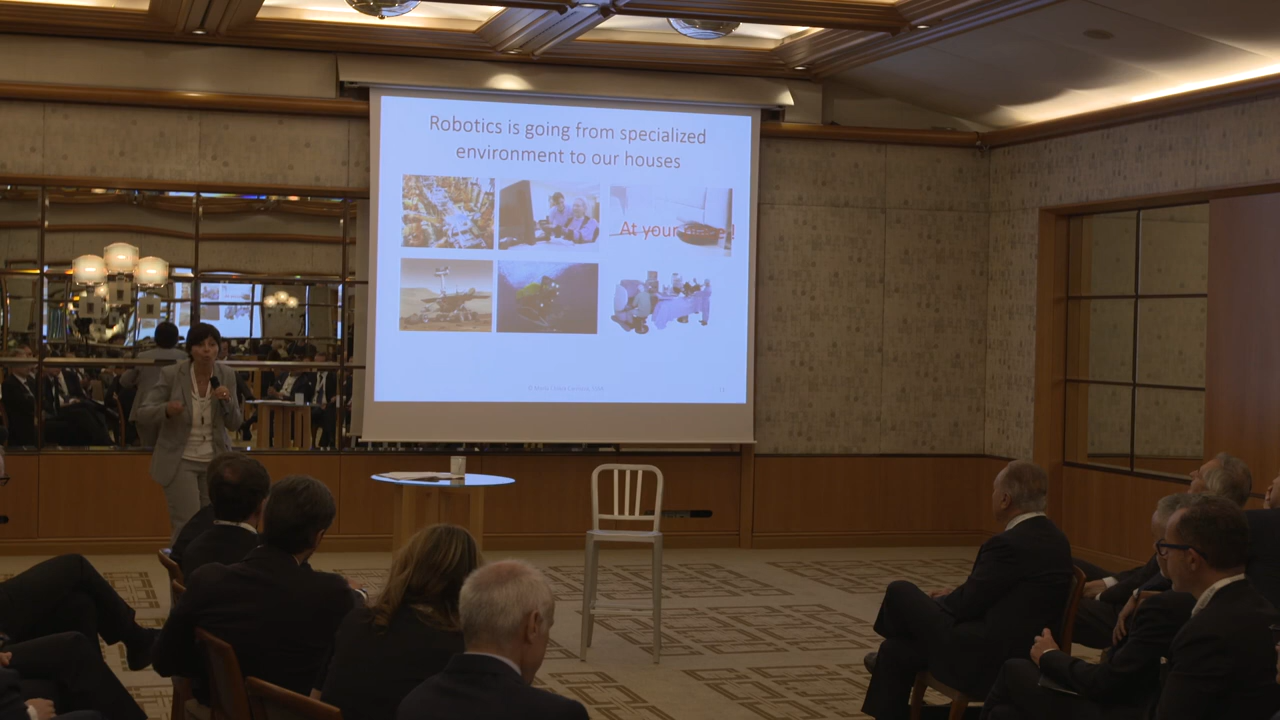 Robotics is going from specialized
environment to our houses
At your